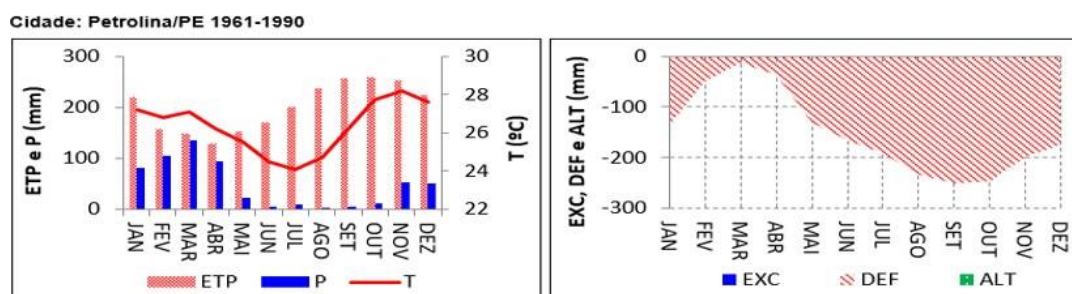 Cidade: Petrolina/PE 1961-1990
ETP e P (mm)
300
200
100
0
30
28
26
24
22
T (ºC)
JAN FEV MAR ABR MAI JUN JUL AGO SET OUT NOV DEZ
ETP P T
EXC, DEF e ALT (mm)
0
-100
-200
-300
JAN FEV MAR ABR MAI JUN JUL AGO SET OUT NOV DEZ
EXC DEF ALT